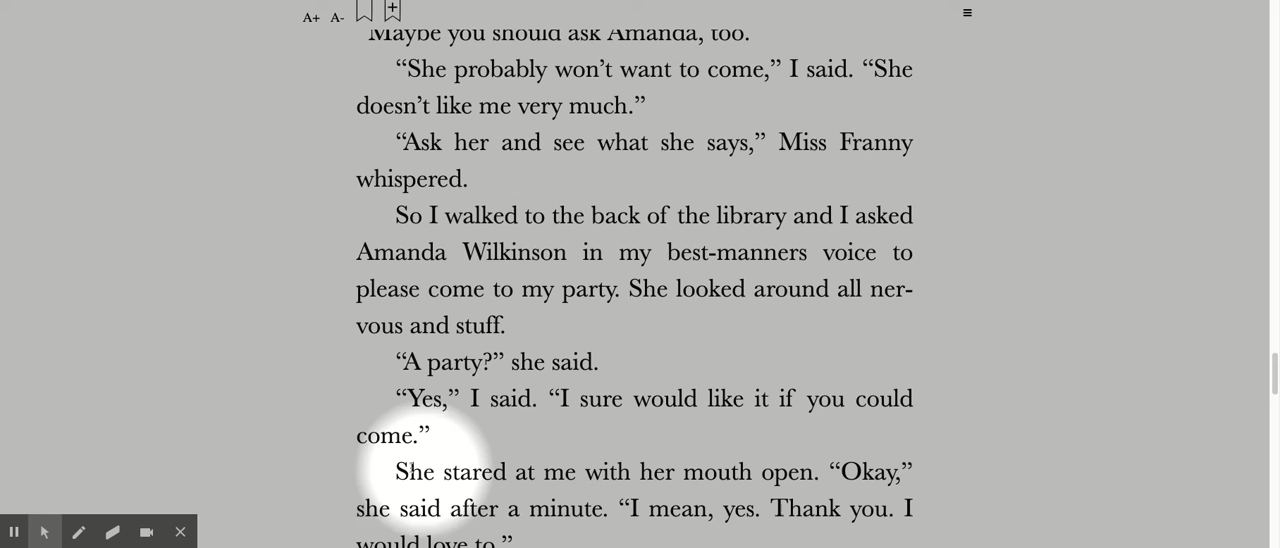 A+ A-
“Maybe you should ask Amanda, too.
“She probably won’t want to come,” I said. “She
doesn’t like me very much.”
“Ask her and see what she says,” Miss Franny
whispered.
So I walked to the back of the library and I asked
Amanda Wilkinson in my best-manners voice to
please come to my party. She looked around all ner-
vous and stuff.
“A party?” she said.
“Yes,” I said. “I sure would like it if you could
come.”
She stared at me with her mouth open. “Okay,”
she said after a minute. “I mean, yes. Thank you. I
would love to.”